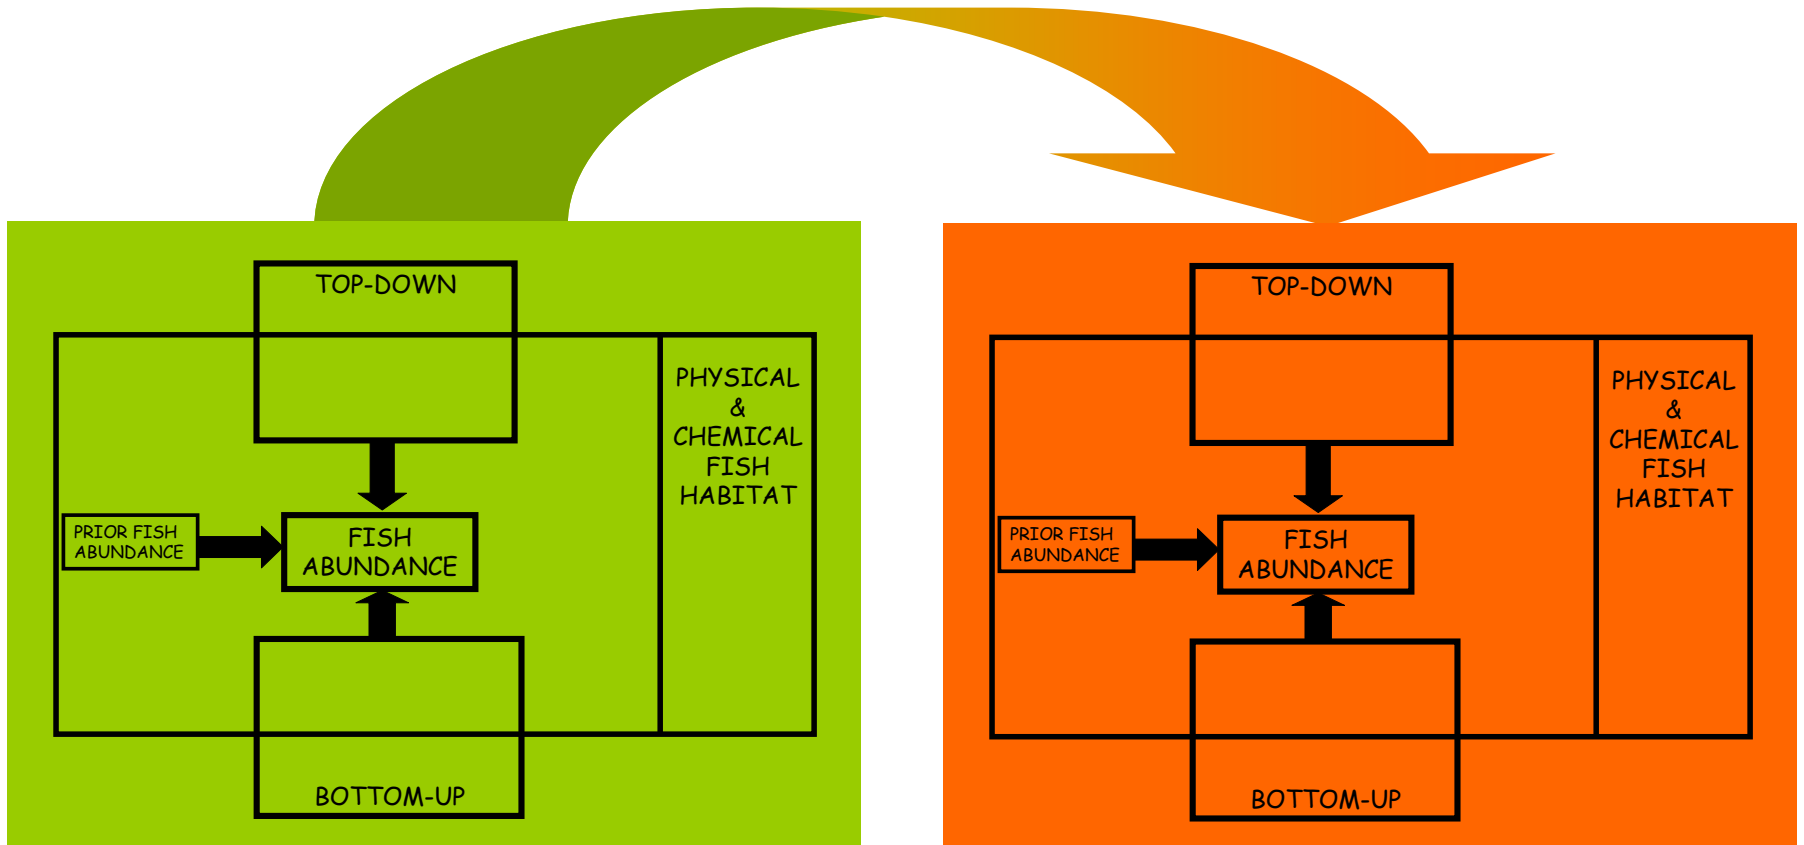 TOP-DOWN
PHYSICAL
&
CHEMICAL
FISH
HABITAT
PRIOR FISH
ABUNDANCE
FISH
ABUNDANCE
BOTTOM-UP
TOP-DOWN
PHYSICAL
&
CHEMICAL
FISH
HABITAT
PRIOR FISH
ABUNDANCE
FISH
ABUNDANCE
BOTTOM-UP